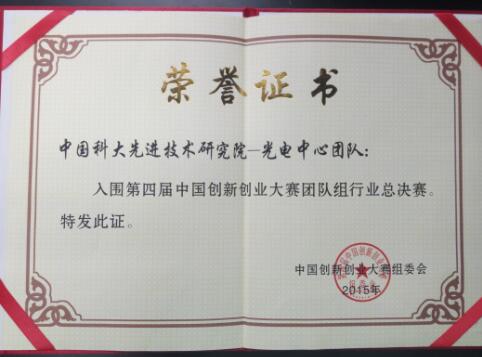 荣誉证书
中国科大先进技术研究院—光电中心团队：
入围第四届中国创新创业大赛团队组行业总决赛。
特发此证。
中国创新创业大赛组委会
2015年